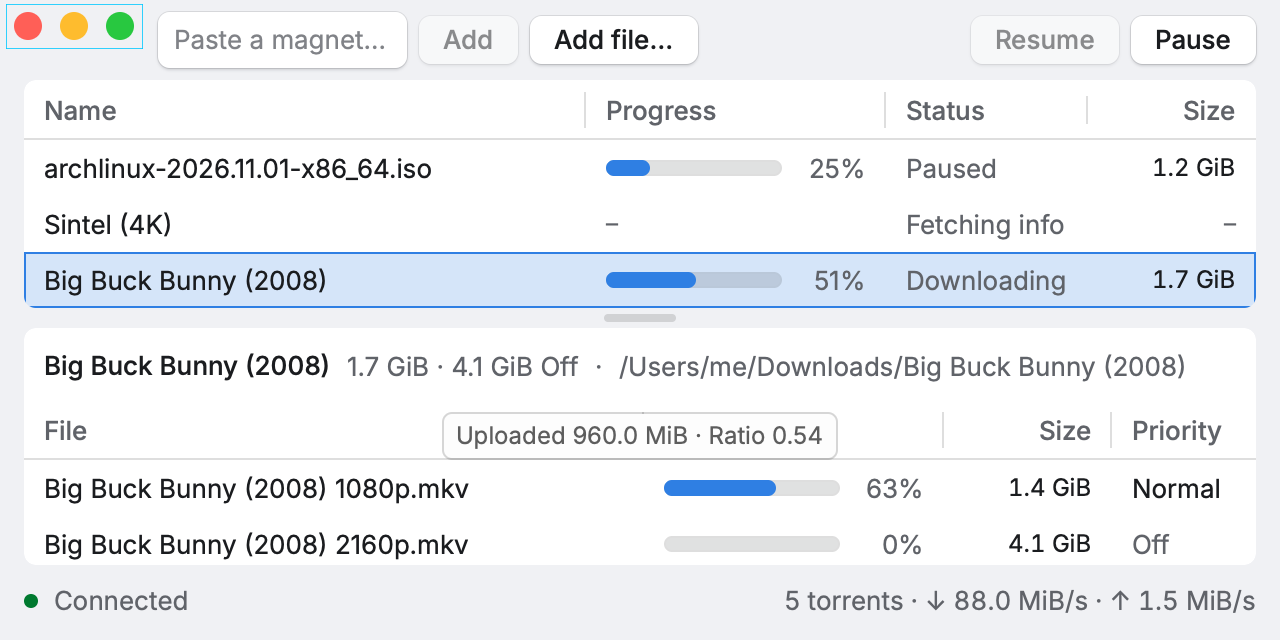 Paste a magnet... Add Add file... Resume Pause
Name Progress Status Size
archlinux-2026.11.01-x86_64.iso 25% Paused 1.2 GiB
Sintel (4K) – Fetching info –
Big Buck Bunny (2008) 51% Downloading 1.7 GiB
Big Buck Bunny (2008) 1.7 GiB · 4.1 GiB Off · /Users/me/Downloads/Big Buck Bunny (2008)
File Size Priority
Uploaded 960.0 MiB · Ratio 0.54
Big Buck Bunny (2008) 1080p.mkv 63% 1.4 GiB Normal
Big Buck Bunny (2008) 2160p.mkv 0% 4.1 GiB Off
Connected 5 torrents · ↓ 88.0 MiB/s · ↑ 1.5 MiB/s